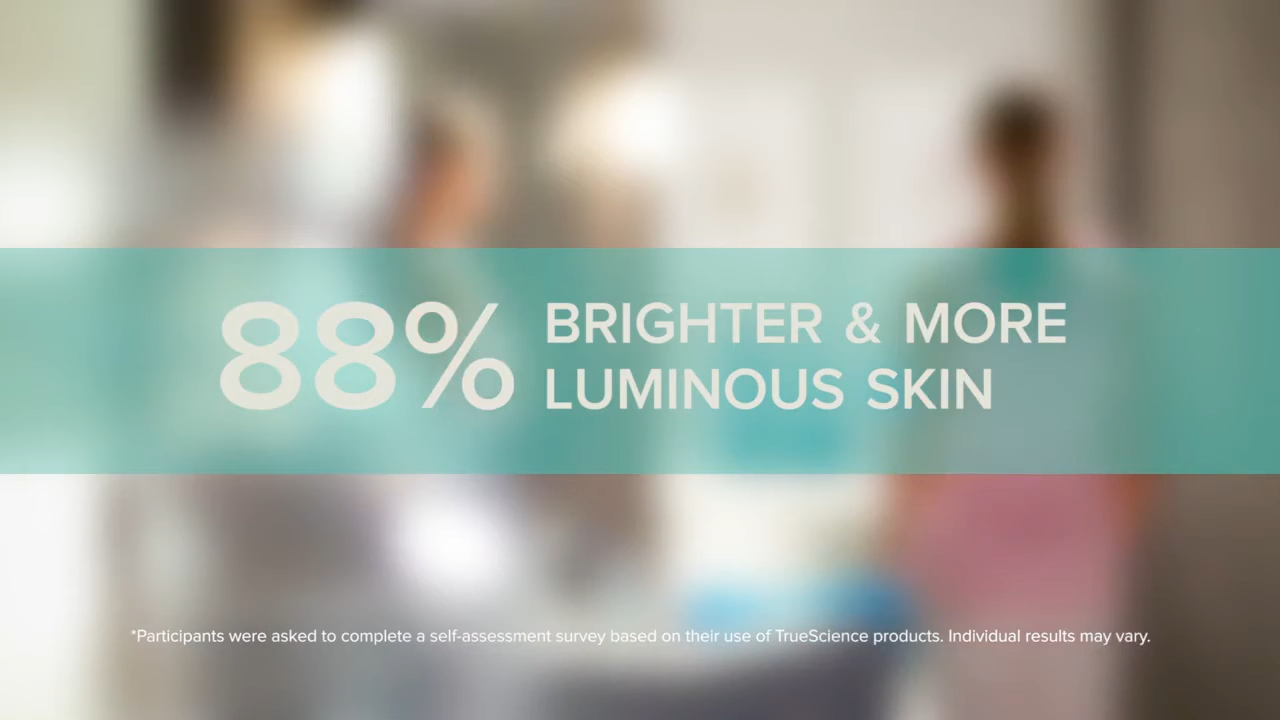 88% BRIGHTER & MORE
LUMINOUS SKIN
*Participants were asked to complete a self-assessment survey based on their use of TrueScience products. Individual results may vary.